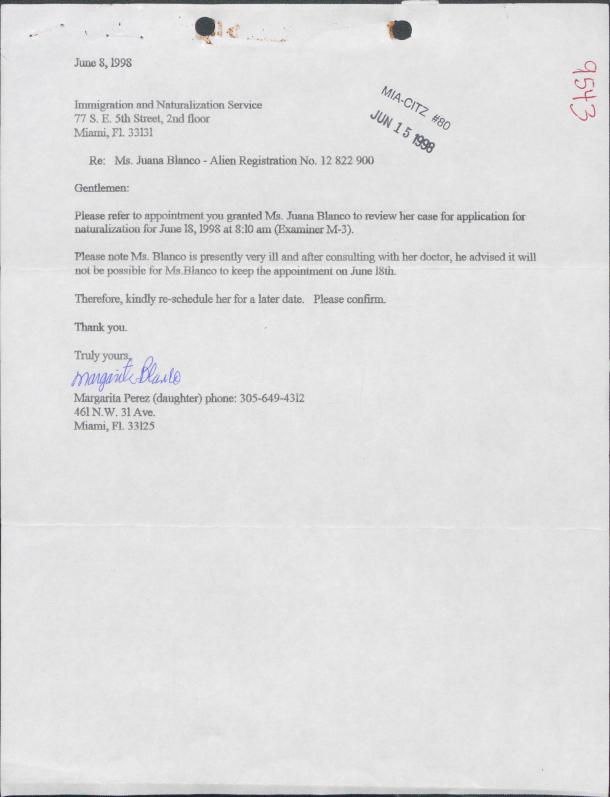 June 8, 1998
MIA-CITZ #80
JUN 15 1998
9543
Immigration and Naturalization Service
77 S. E. 5th Street, 2nd floor
Miami, Fl. 33131
Re: Ms. Juana Blanco - Alien Registration No. 12 822 900
Gentlemen:
Please refer to appointment you granted Ms. Juana Blanco to review her case for application for
naturalization for June 18, 1998 at 8:10 am (Examiner M-3).
Please note Ms. Blanco is presently very ill and after consulting with her doctor, he advised it will
not be possible for Ms.Blanco to keep the appointment on June 18th.
Therefore, kindly re-schedule her for a later date. Please confirm.
Thank you.
Truly yours,
Margarita Blanco
Margarita Perez (daughter) phone: 305-649-4312
461 N.W. 31 Ave.
Miami, Fl. 33125